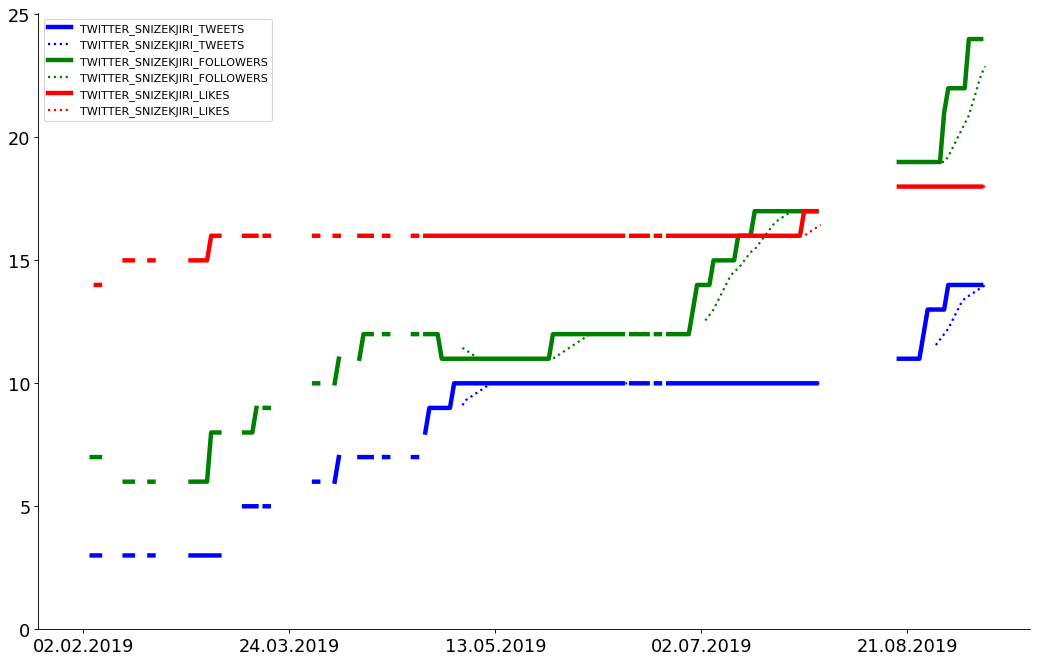 25
TWITTER_SNIZEKJIRI_TWEETS
TWITTER_SNIZEKJIRI_TWEETS
TWITTER_SNIZEKJIRI_FOLLOWERS
TWITTER_SNIZEKJIRI_FOLLOWERS
TWITTER_SNIZEKJIRI_LIKES
TWITTER_SNIZEKJIRI_LIKES
20
15
10
5
0
02.02.2019 24.03.2019 13.05.2019 02.07.2019 21.08.2019